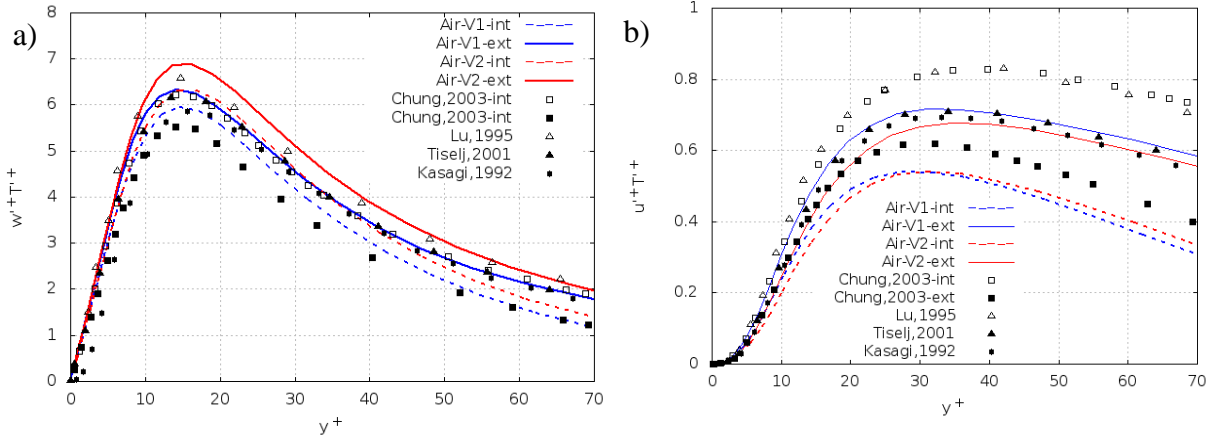 a)
w'+T'+
8
7
6
5
4
3
2
1
0
Air-V1-int
Air-V1-ext
Air-V2-int
Air-V2-ext
Chung,2003-int
Chung,2003-int
Lu,1995
Tiselj,2001
Kasagi,1992
0 10 20 30 40 50 60 70
y+
b)
u'+T'+
1
0.8
0.6
0.4
0.2
0
Air-V1-int
Air-V1-ext
Air-V2-int
Air-V2-ext
Chung,2003-int
Chung,2003-ext
Lu,1995
Tiselj,2001
Kasagi,1992
0 10 20 30 40 50 60 70
y+